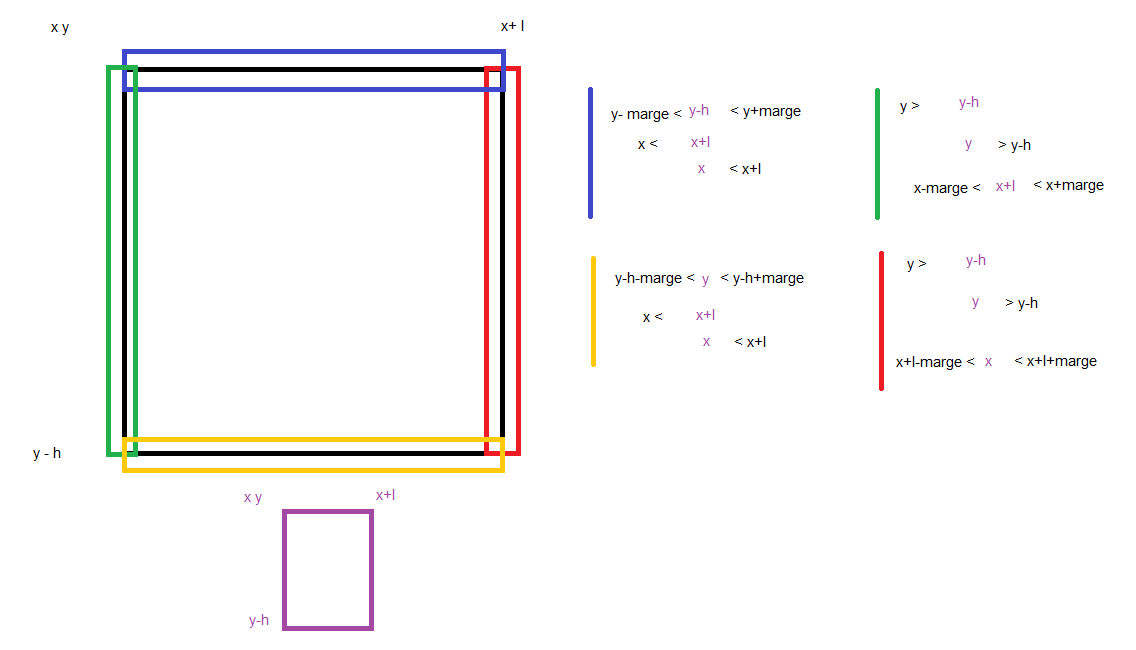 x y
x+ l
y - h
x y
x+l
y-h
y- marge < y-h < y+marge
x < x+l
x < x+l
y-h-marge < y < y-h+marge
x < x+l
x < x+l
y > y-h
y > y-h
x-marge < x+l < x+marge
y > y-h
y > y-h
x+l-marge < x < x+l+marge